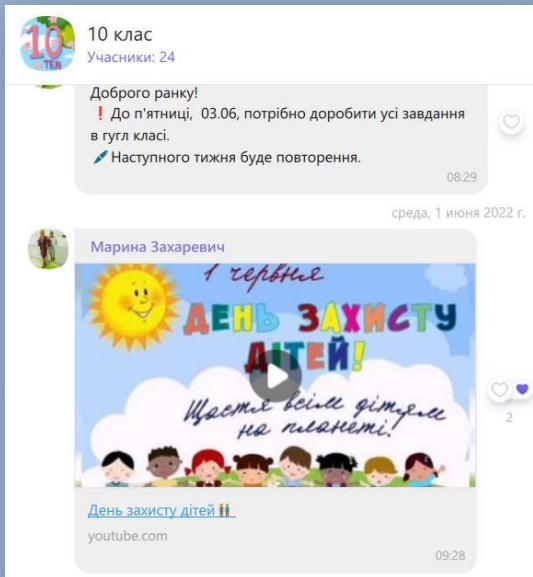 10
TEN
10 клас
Учасники: 24
Доброго ранку!
❗ До п'ятниці, 03.06, потрібно доробити усі завдання
в гугл класі.
🖊 Наступного тижня буде повторення.
08:29
среда, 1 июня 2022 г.
Марина Захаревич
1 червня
ДЕНЬ ЗАХИСТУ
ДІТЕЙ!
Щастя всім дітям
на планеті!
2
День захисту дітей 👬
youtube.com
09:28